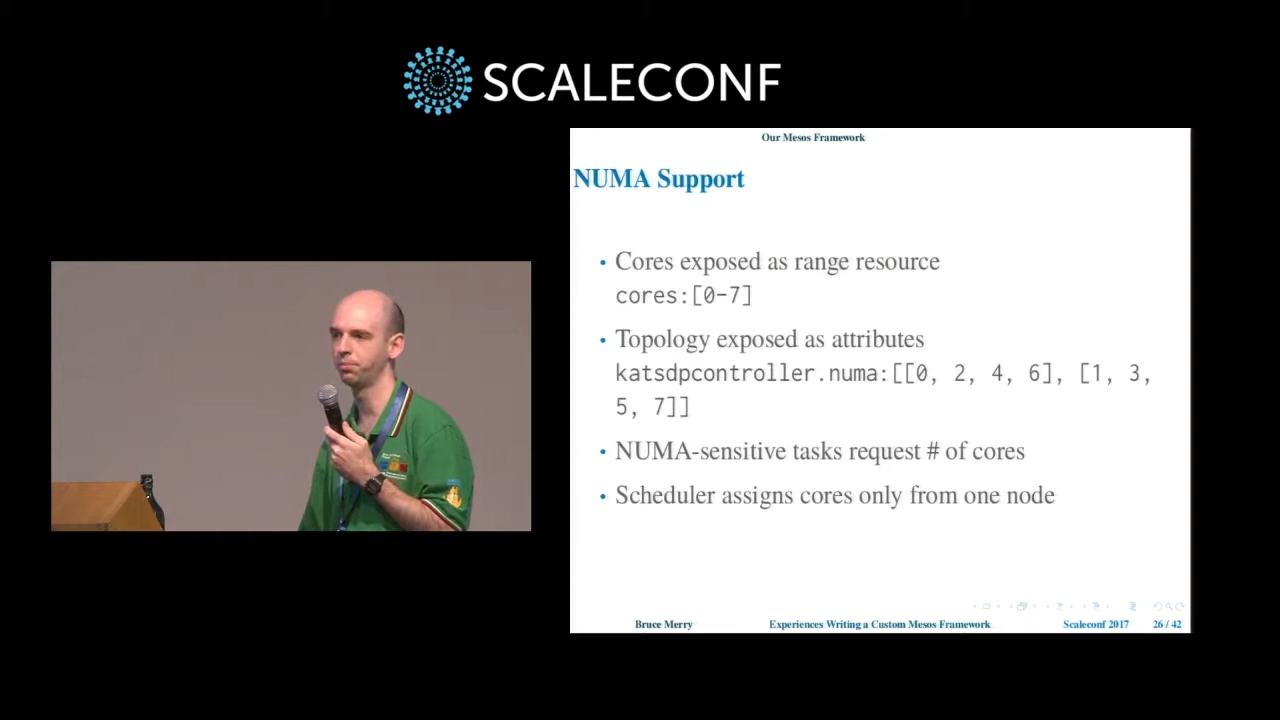 SCALECONF
Our Mesos Framework
NUMA Support
• Cores exposed as range resource
cores:[0-7]
• Topology exposed as attributes
katsdpcontroller.numa:[[0, 2, 4, 6], [1, 3,
5, 7]]
• NUMA-sensitive tasks request # of cores
• Scheduler assigns cores only from one node
Bruce Merry Experiences Writing a Custom Mesos Framework Scaleconf 2017 26 / 42